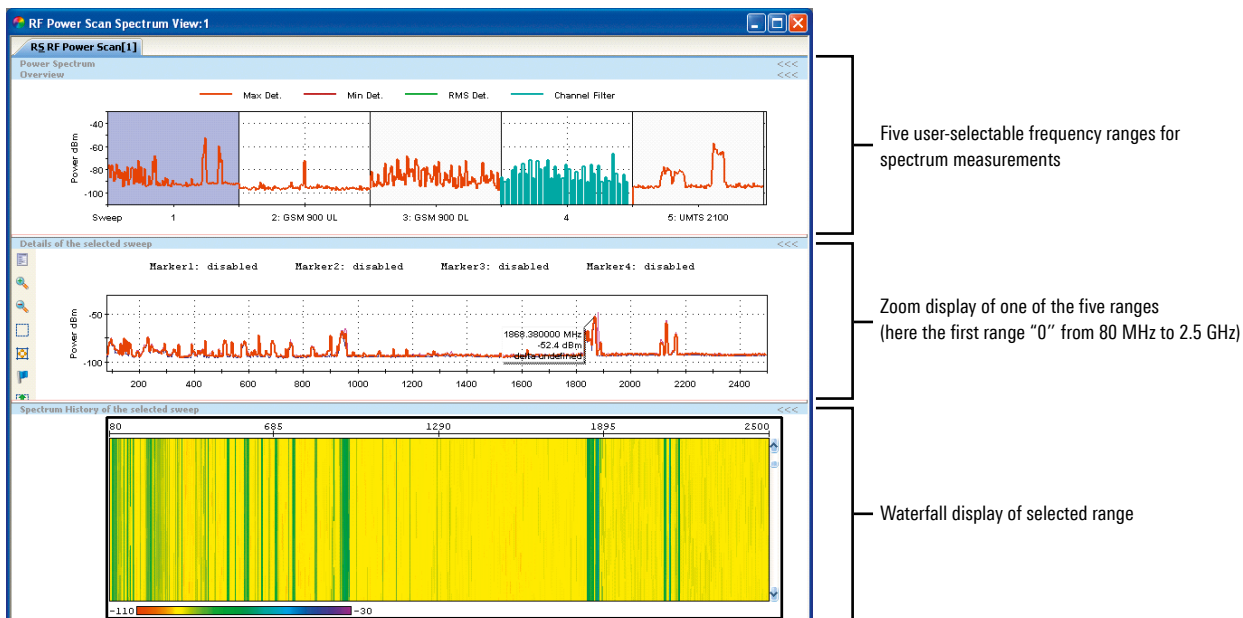 RF Power Scan Spectrum View:1
RS RF Power Scan[1]
Power Spectrum <<<
Overview <<<
Max Det. Min Det. RMS Det. Channel Filter
Power dBm
-40
-60
-80
-100
Sweep 1 2: GSM 900 UL 3: GSM 900 DL 4 5: UMTS 2100
Five user-selectable frequency ranges for
spectrum measurements
Details of the selected sweep <<<
Marker1: disabled Marker2: disabled Marker3: disabled Marker4: disabled
Power dBm
-50
-100
1868.380000 MHz
-52.4 dBm
delta undefined
200 400 600 800 1000 1200 1400 1600 1800 2000 2200 2400
Zoom display of one of the five ranges
(here the first range “0” from 80 MHz to 2.5 GHz)
Spectrum History of the selected sweep <<<
80 685 1290 1895 2500
-110 -30
Waterfall display of selected range